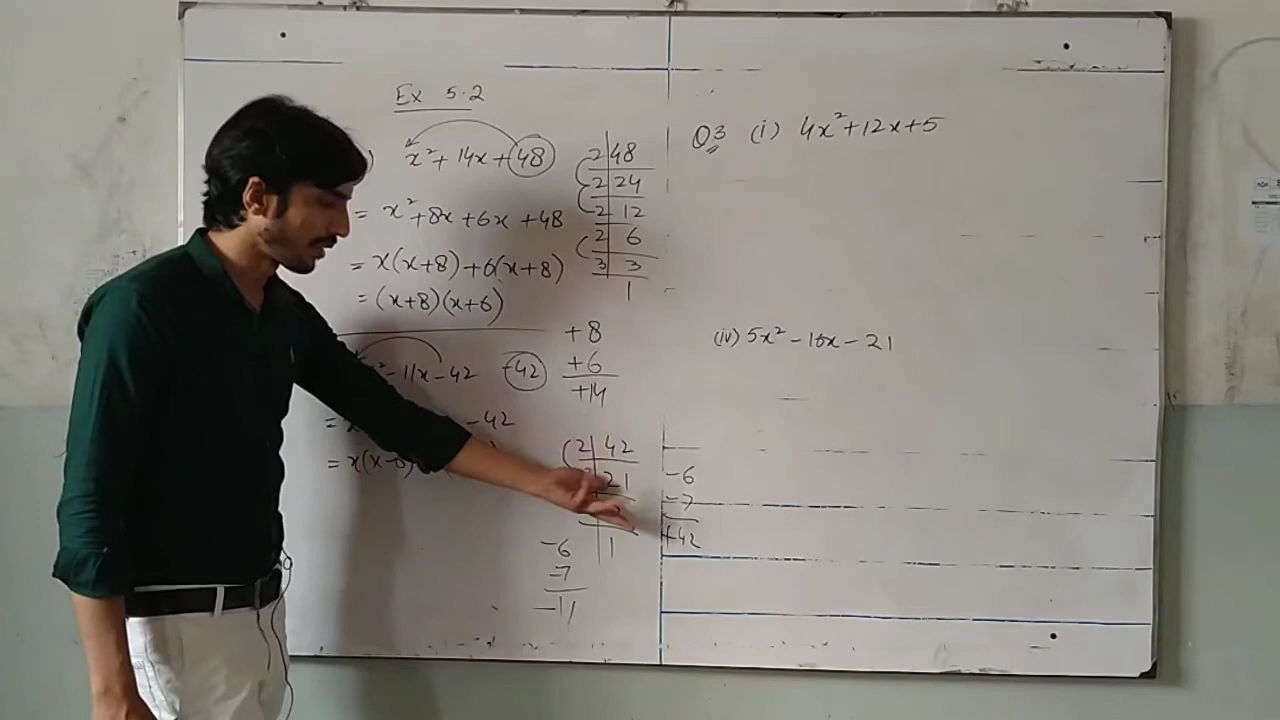 Ex 5.2
x² + 14x + 48
= x² + 8x + 6x + 48
= x(x+8) + 6(x+8)
= (x+8)(x+6)
2 | 48
2 | 24
2 | 12
2 | 6
3 | 3
1
+8
+6
+14
- 11x - 42
-42
= - 42
= x(x-6)
2 | 42
21
1
-6
-7
-11
-6
-7
+42
Q3 (i) 4x² + 12x + 5
(iv) 5x² - 16x - 21